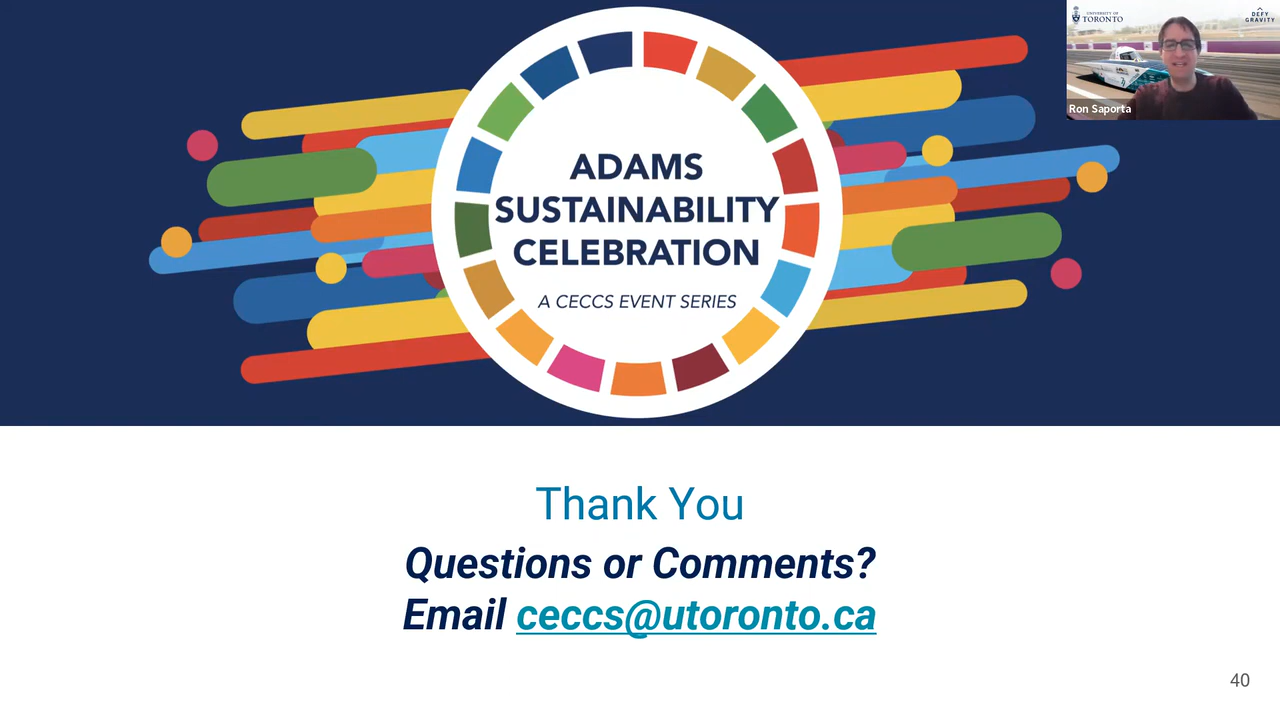 UNIVERSITY OF
TORONTO
DEFY
GRAVITY
Ron Saporta
ADAMS
SUSTAINABILITY
CELEBRATION
A CECCS EVENT SERIES
Thank You
Questions or Comments?
Email ceccs@utoronto.ca
40